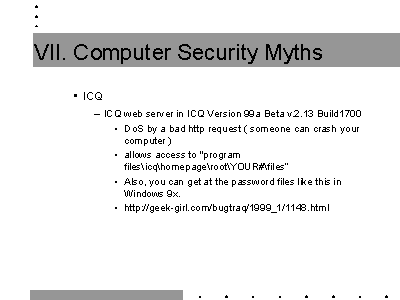 VII. Computer Security Myths
• ICQ
– ICQ web server in ICQ Version 99a Beta v.2.13 Build1700
• DoS by a bad http request ( someone can crash your
computer )
• allows access to "program
files\icq\homepage\root\YOUR#\files"
• Also, you can get at the password files like this in
Windows 9x.
• http://geek-girl.com/bugtraq/1999_1/1148.html